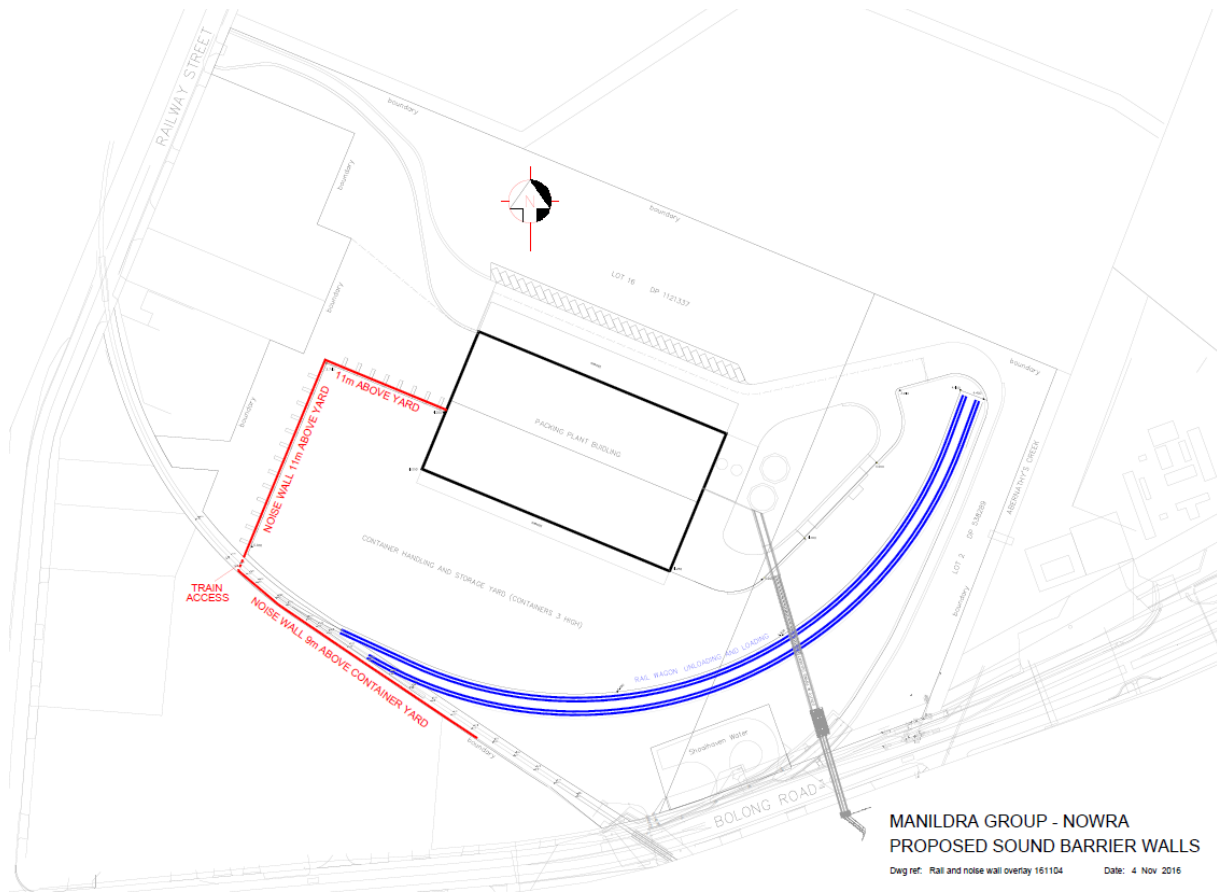 RAILWAY STREET
boundary
boundary
N
boundary
LOT 16 DP 1121337
boundary
boundary
boundary
11m ABOVE YARD
boundary
NOISE WALL 11m ABOVE YARD
PACKING PLANT BUIDLING
ABERNATHY'S CREEK
LOT 2 DP 538289
boundary
CONTAINER HANDLING AND STORAGE YARD (CONTAINERS 3 HIGH)
TRAIN
ACCESS
NOISE WALL 9m ABOVE CONTAINER YARD
RAIL WAGON UNLOADING AND LOADING
boundary
Shoalhaven Water
BOLONG ROAD
MANILDRA GROUP - NOWRA
PROPOSED SOUND BARRIER WALLS
Dwg ref: Rail and noise wall overlay 161104 Date: 4 Nov 2016